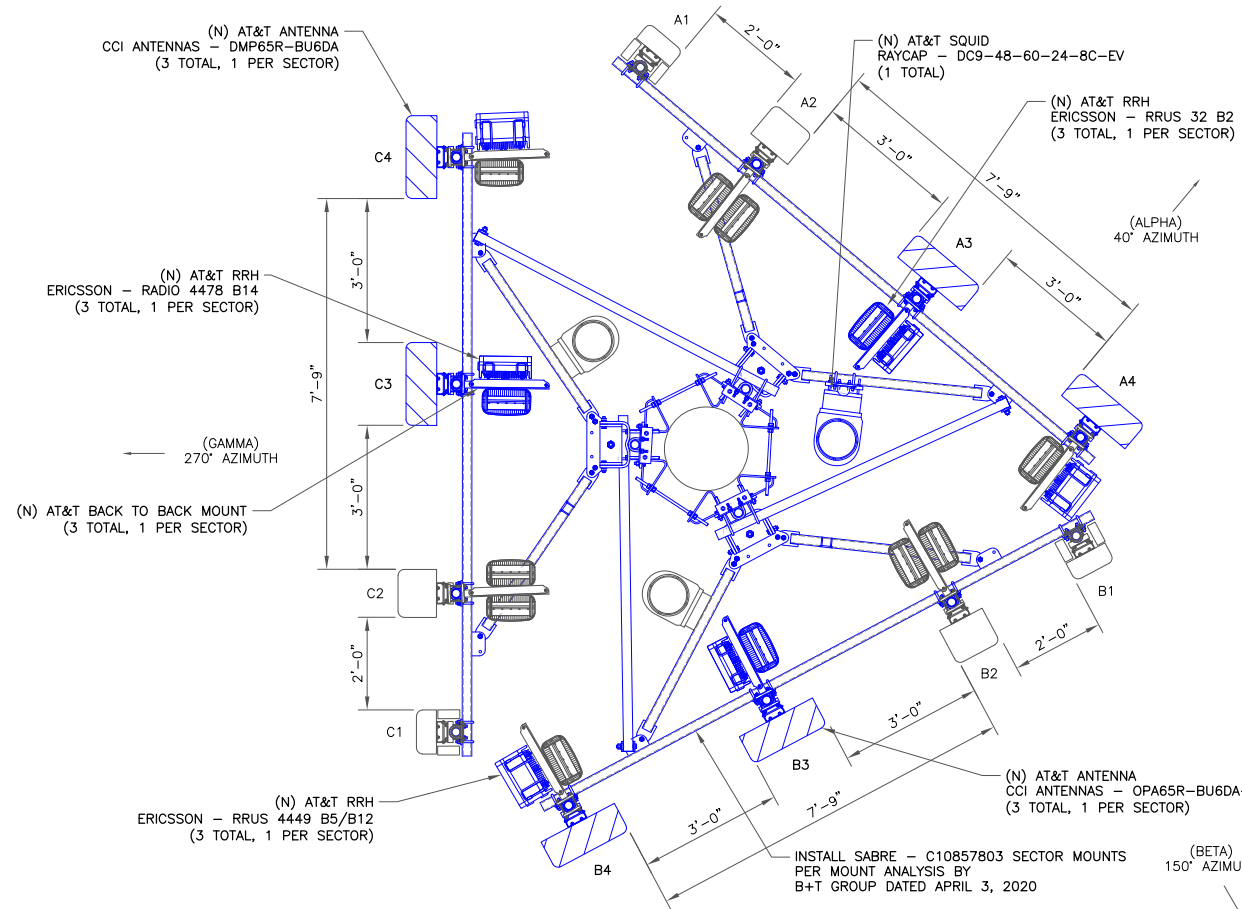 (N) AT&T ANTENNA
CCI ANTENNAS – DMP65R–BU6DA
(3 TOTAL, 1 PER SECTOR)
A1
2'-0"
(N) AT&T SQUID
RAYCAP – DC9-48-60-24-8C-EV
(1 TOTAL)
A2
(N) AT&T RRH
ERICSSON – RRUS 32 B2
(3 TOTAL, 1 PER SECTOR)
C4
3'-0"
7'-9"
(ALPHA)
40° AZIMUTH
A3
3'-0"
(N) AT&T RRH
ERICSSON – RADIO 4478 B14
(3 TOTAL, 1 PER SECTOR)
3'-0"
7'-9"
C3
A4
(GAMMA)
270° AZIMUTH
3'-0"
(N) AT&T BACK TO BACK MOUNT
(3 TOTAL, 1 PER SECTOR)
C2
B1
2'-0"
B2
2'-0"
C1
3'-0"
B3
(N) AT&T ANTENNA
CCI ANTENNAS – OPA65R–BU6DA-
(3 TOTAL, 1 PER SECTOR)
(N) AT&T RRH
ERICSSON – RRUS 4449 B5/B12
(3 TOTAL, 1 PER SECTOR)
3'-0"
7'-9"
B4
INSTALL SABRE – C10857803 SECTOR MOUNTS
PER MOUNT ANALYSIS BY
B+T GROUP DATED APRIL 3, 2020
(BETA)
150° AZIMU